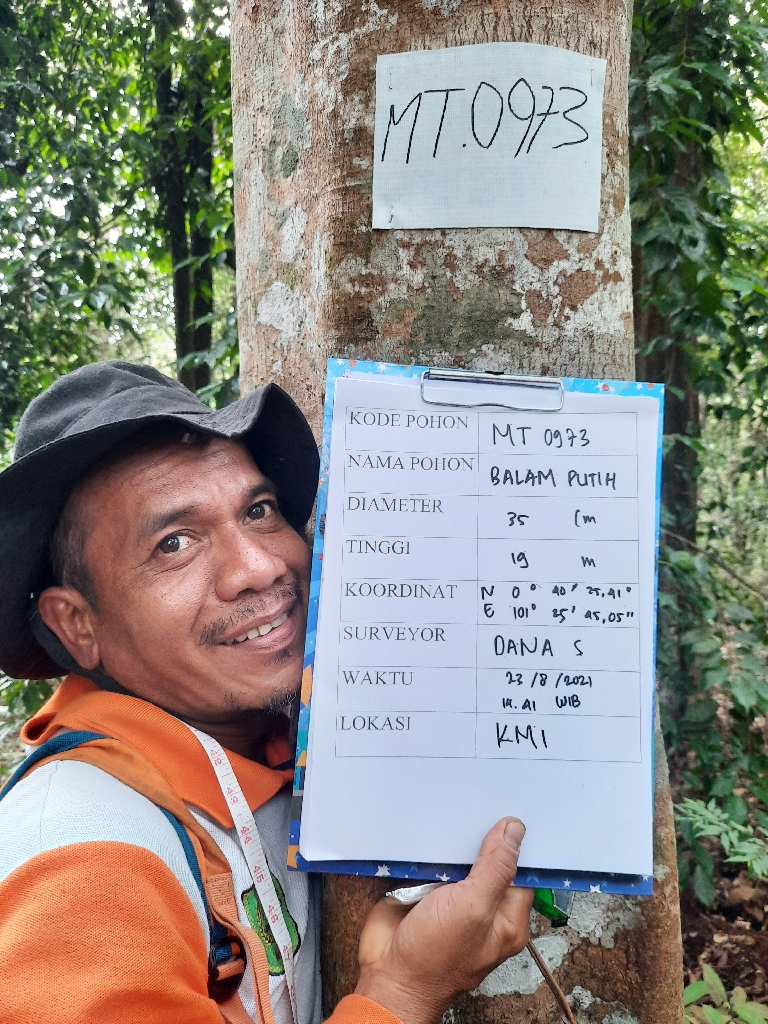 MT.0973
KODE POHON MT 0973
NAMA POHON BALAM PUTIH
DIAMETER 35 Cm
TINGGI 19 m
KOORDINAT N 0° 40' 25,41"
E 101° 25' 45,05"
SURVEYOR DANA S
WAKTU 23/8/2021
14.41 WIB
LOKASI KMI